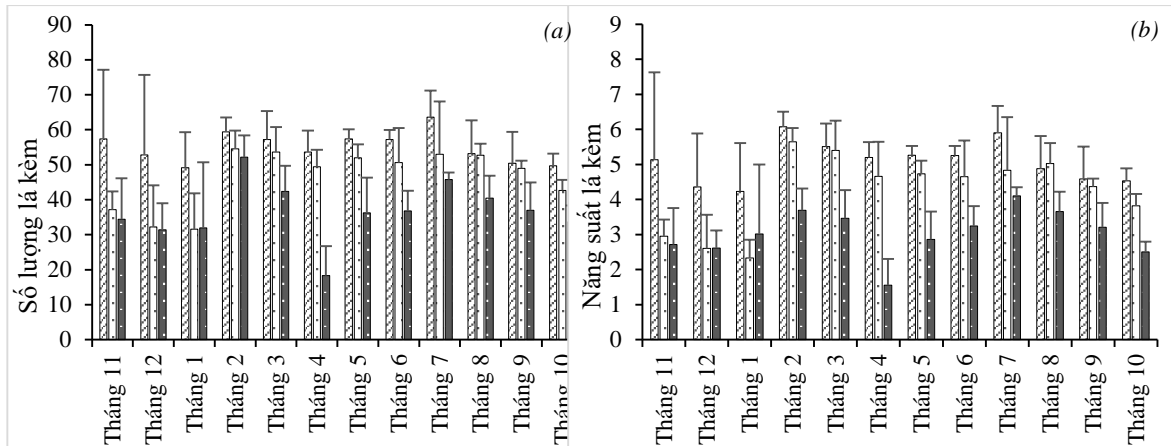 (a)
Số lượng lá kèm
90
80
70
60
50
40
30
20
10
0
Tháng 11
Tháng 12
Tháng 1
Tháng 2
Tháng 3
Tháng 4
Tháng 5
Tháng 6
Tháng 7
Tháng 8
Tháng 9
Tháng 10
(b)
Năng suất lá kèm
9
8
7
6
5
4
3
2
1
0
Tháng 11
Tháng 12
Tháng 1
Tháng 2
Tháng 3
Tháng 4
Tháng 5
Tháng 6
Tháng 7
Tháng 8
Tháng 9
Tháng 10